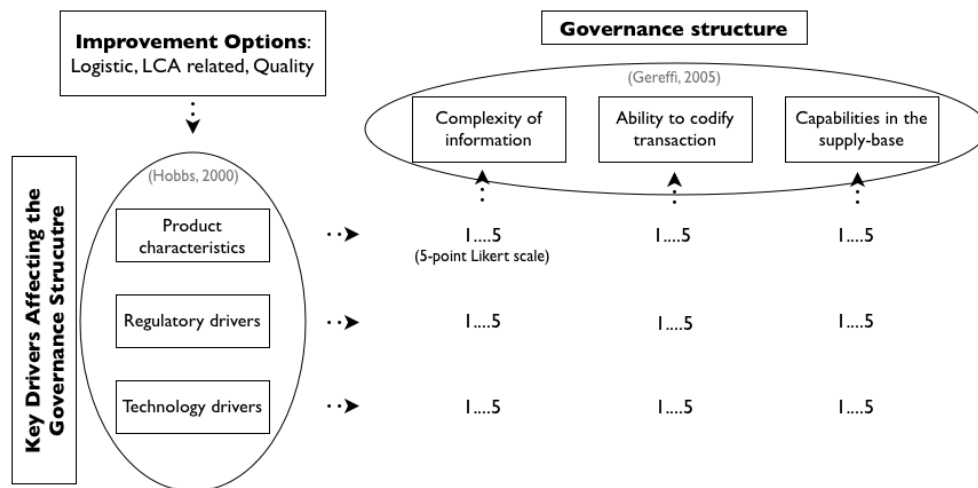 Improvement Options:
Logistic, LCA related, Quality
Governance structure
(Gereffi, 2005)
Complexity of
information
Ability to codify
transaction
Capabilities in the
supply-base
Key Drivers Affecting the
Governance Strucutre
(Hobbs, 2000)
Product
characteristics
1....5
(5-point Likert scale)
1....5
1....5
Regulatory drivers
1....5
1....5
1....5
Technology drivers
1....5
1....5
1....5